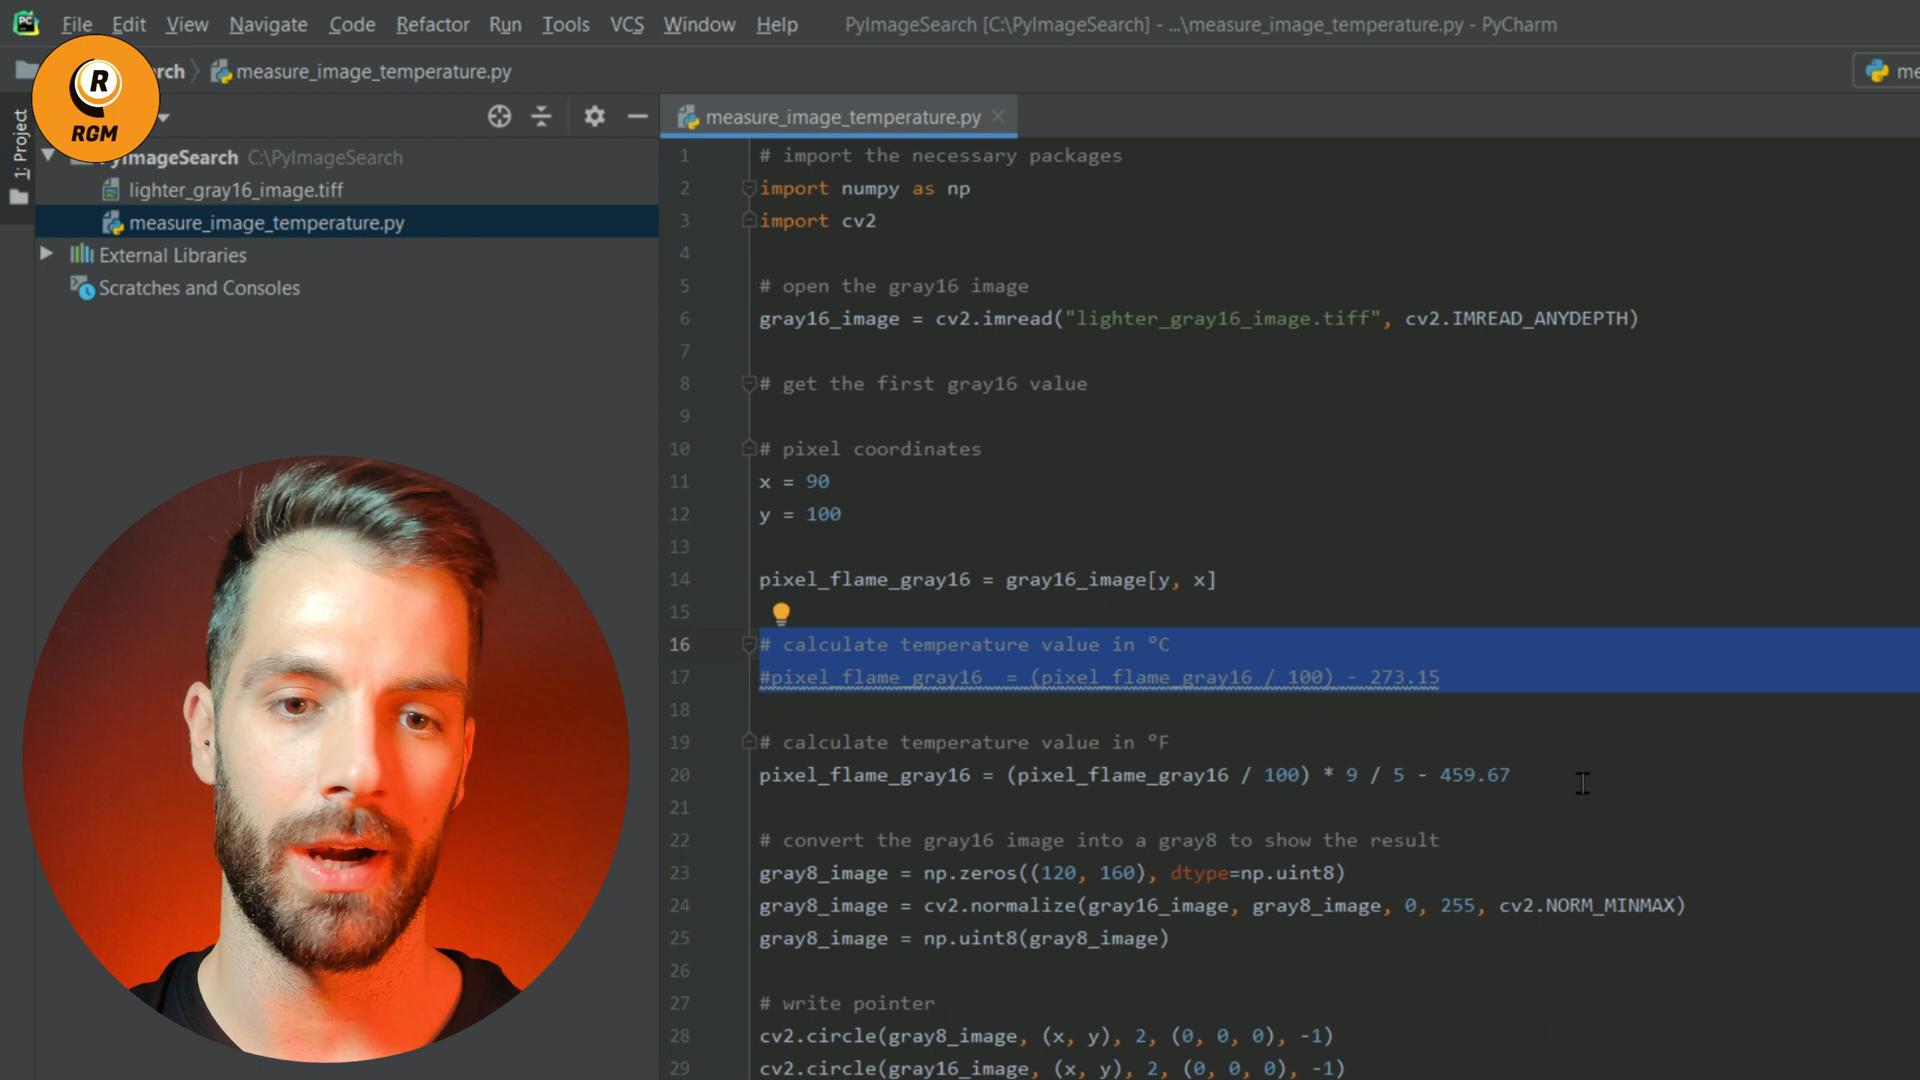 File Edit View Navigate Code Refactor Run Tools VCS Window Help PyImageSearch [C:\PyImageSearch] - ...\measure_image_temperature.py - PyCharm
rch measure_image_temperature.py me
R
RGM
1: Project
measure_image_temperature.py
PyImageSearch C:\PyImageSearch
lighter_gray16_image.tiff
measure_image_temperature.py
External Libraries
Scratches and Consoles
1 # import the necessary packages
2 import numpy as np
3 import cv2
4
5 # open the gray16 image
6 gray16_image = cv2.imread("lighter_gray16_image.tiff", cv2.IMREAD_ANYDEPTH)
7
8 # get the first gray16 value
9
10 # pixel coordinates
11 x = 90
12 y = 100
13
14 pixel_flame_gray16 = gray16_image[y, x]
15
16 # calculate temperature value in °C
17 #pixel_flame_gray16 = (pixel_flame_gray16 / 100) - 273.15
18
19 # calculate temperature value in °F
20 pixel_flame_gray16 = (pixel_flame_gray16 / 100) * 9 / 5 - 459.67
21
22 # convert the gray16 image into a gray8 to show the result
23 gray8_image = np.zeros((120, 160), dtype=np.uint8)
24 gray8_image = cv2.normalize(gray16_image, gray8_image, 0, 255, cv2.NORM_MINMAX)
25 gray8_image = np.uint8(gray8_image)
26
27 # write pointer
28 cv2.circle(gray8_image, (x, y), 2, (0, 0, 0), -1)
29 cv2.circle(gray16_image, (x, y), 2, (0, 0, 0), -1)